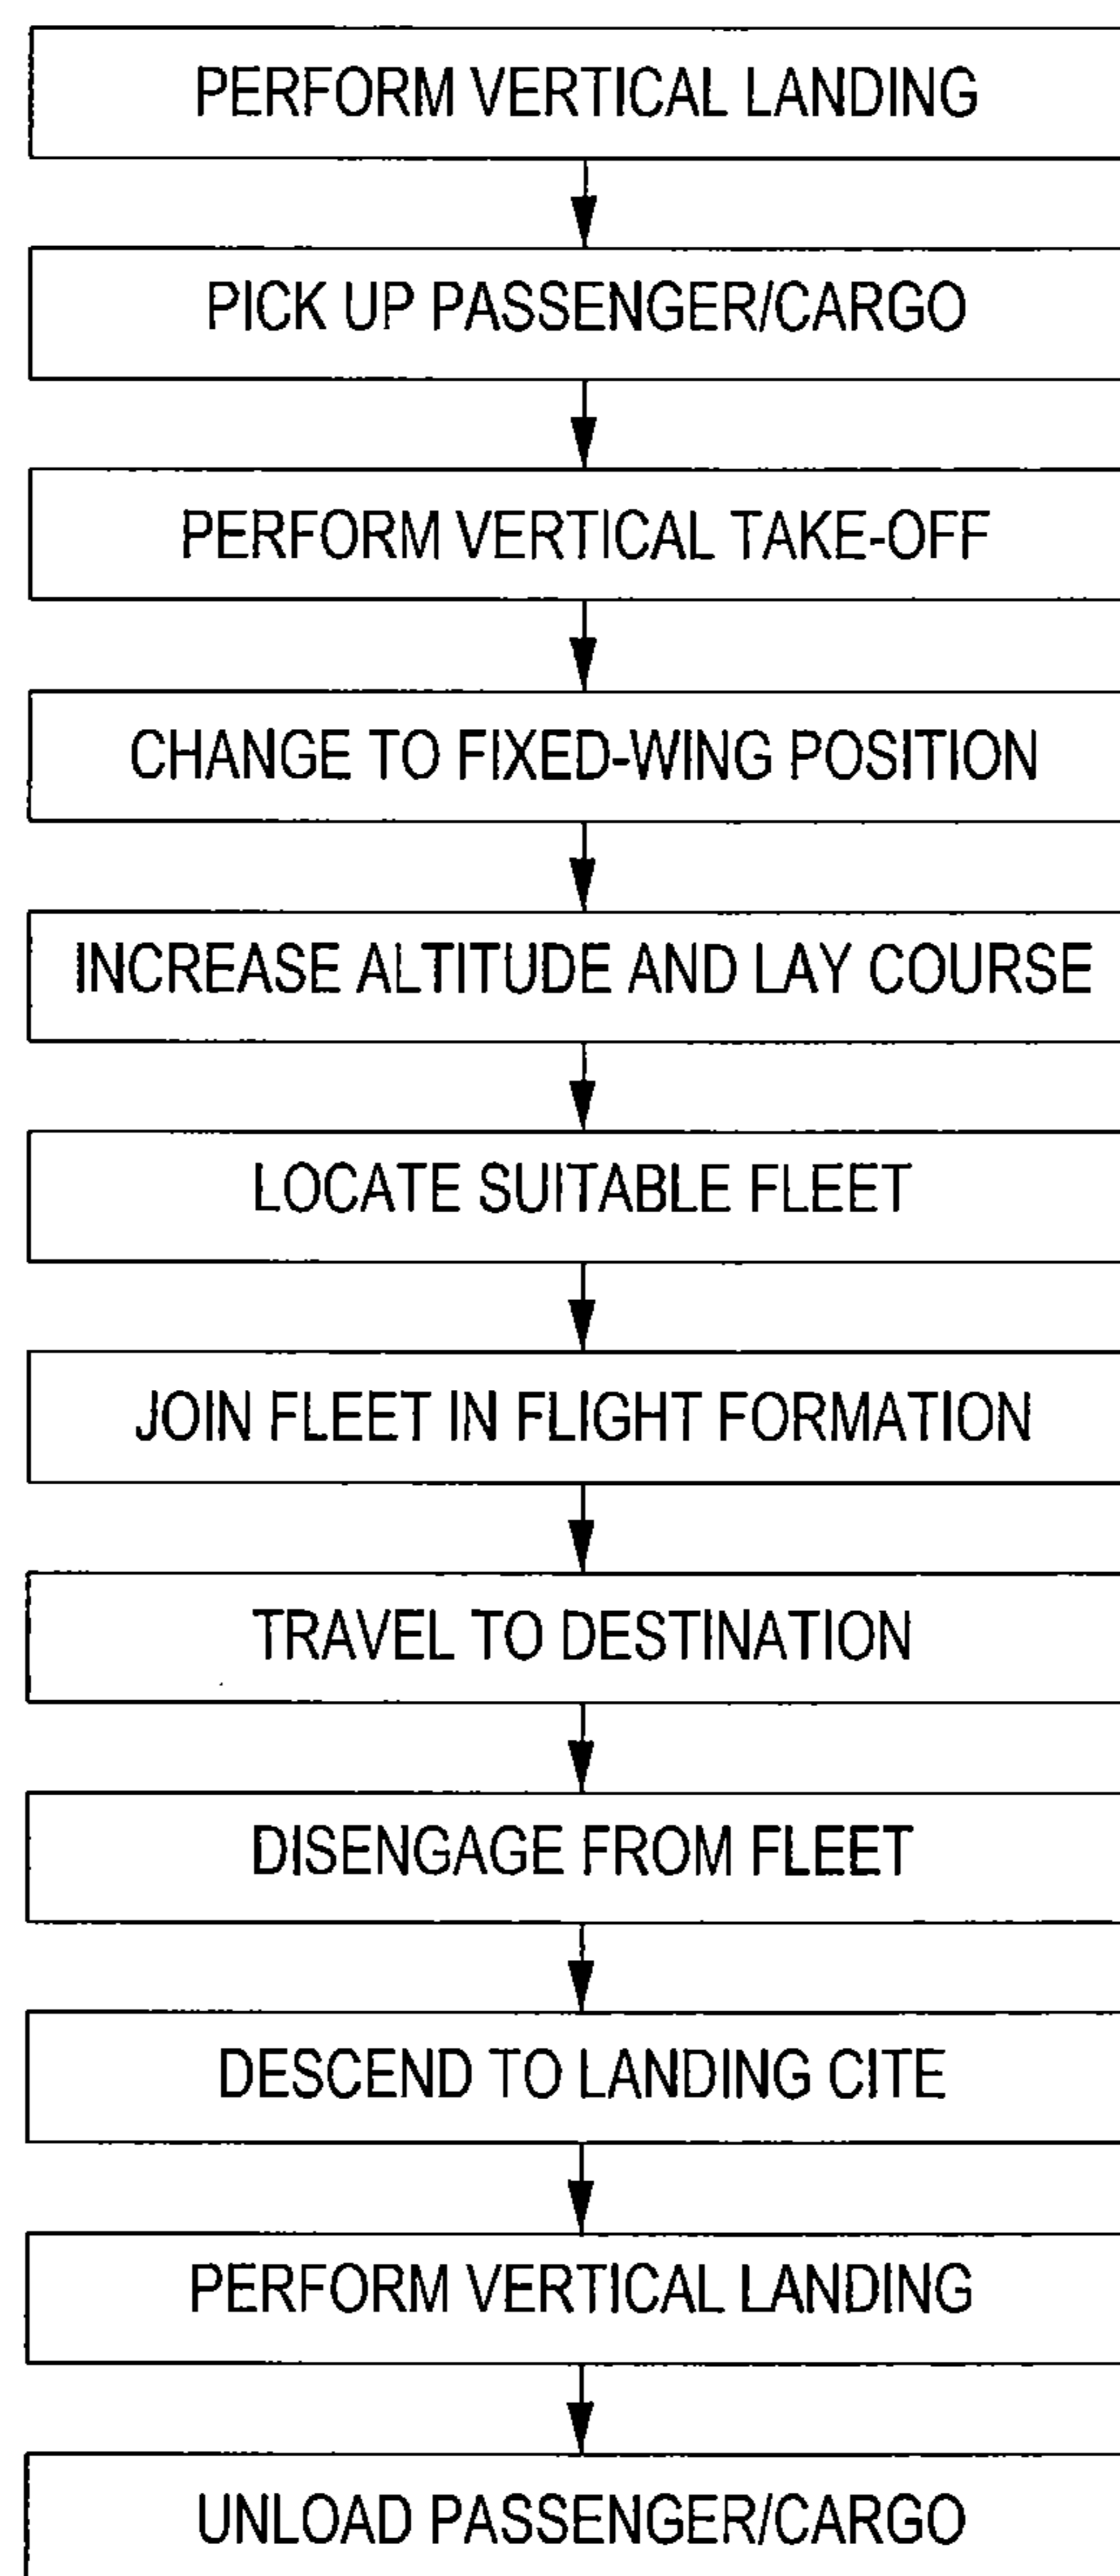 PERFORM VERTICAL LANDING
PICK UP PASSENGER/CARGO
PERFORM VERTICAL TAKE-OFF
CHANGE TO FIXED-WING POSITION
INCREASE ALTITUDE AND LAY COURSE
LOCATE SUITABLE FLEET
JOIN FLEET IN FLIGHT FORMATION
TRAVEL TO DESTINATION
DISENGAGE FROM FLEET
DESCEND TO LANDING CITE
PERFORM VERTICAL LANDING
UNLOAD PASSENGER/CARGO